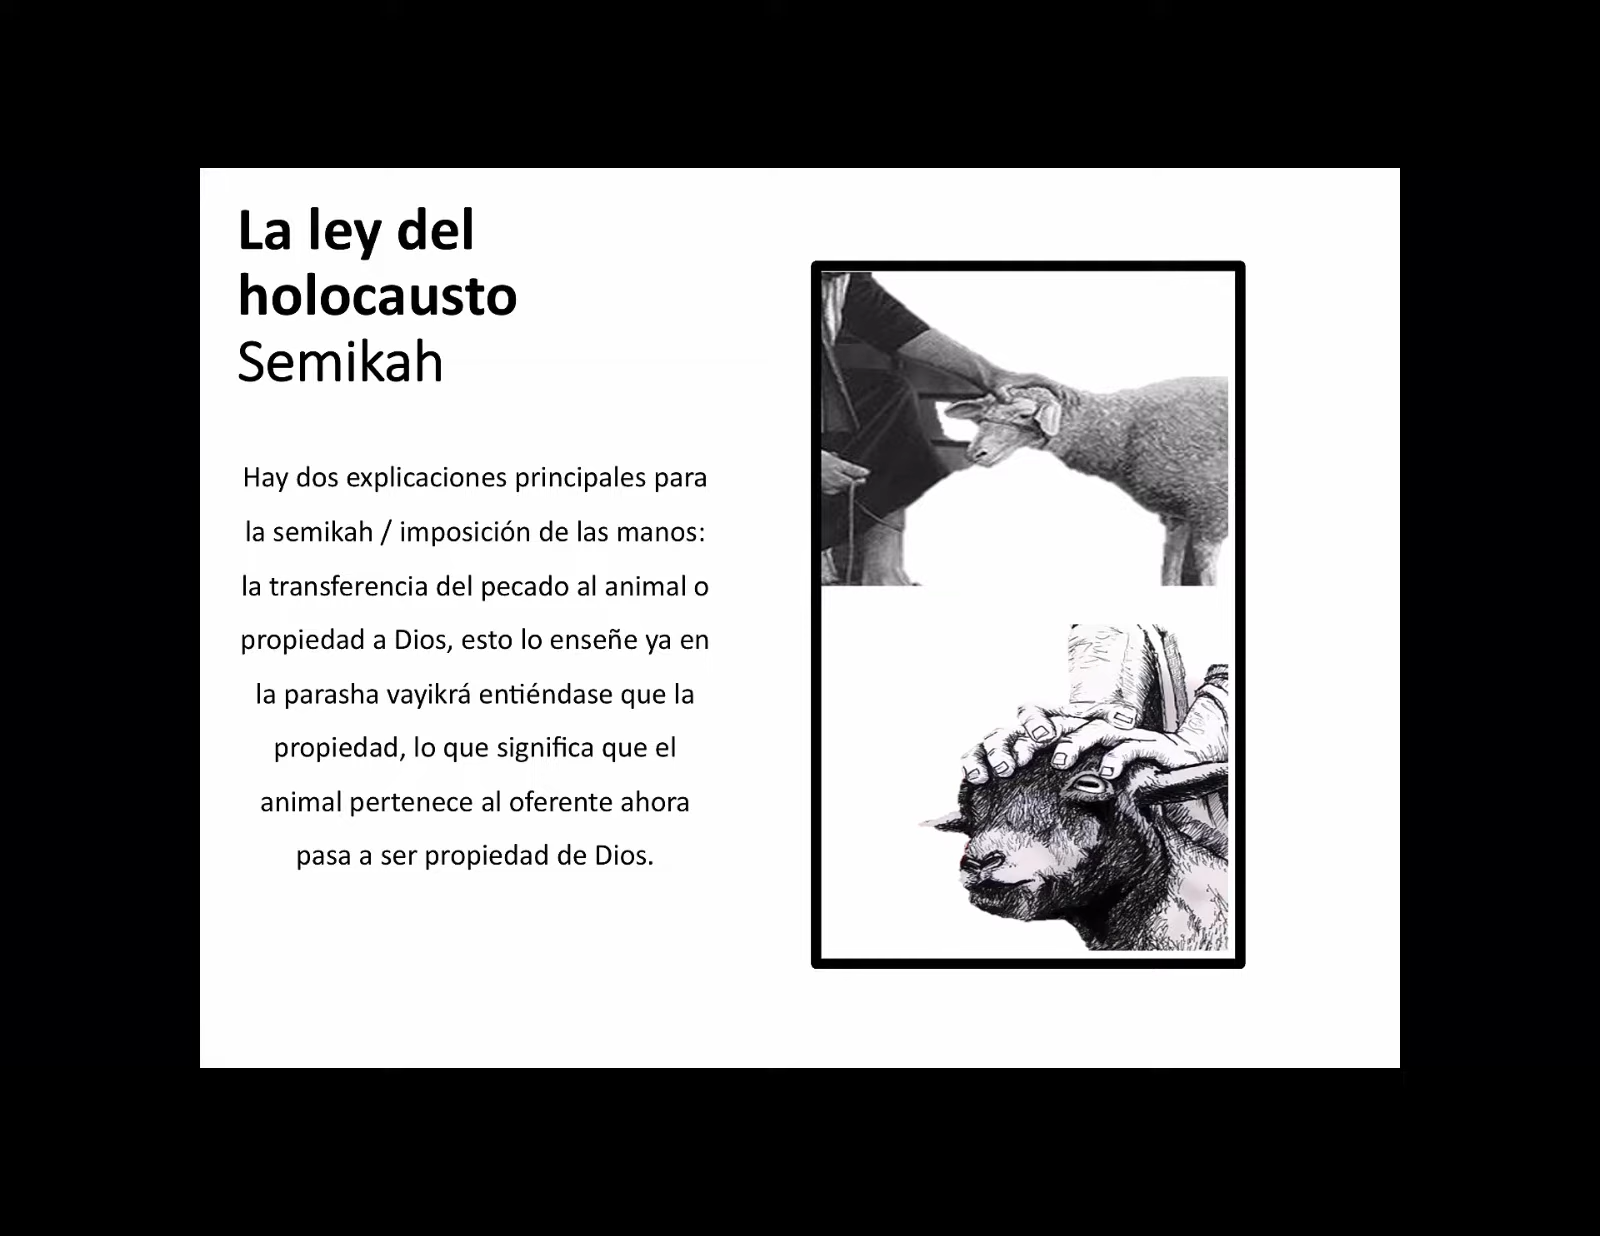 La ley del
holocausto
Semikah
Hay dos explicaciones principales para
la semikah / imposición de las manos:
la transferencia del pecado al animal o
propiedad a Dios, esto lo enseñe ya en
la parasha vayikrá entiéndase que la
propiedad, lo que significa que el
animal pertenece al oferente ahora
pasa a ser propiedad de Dios.